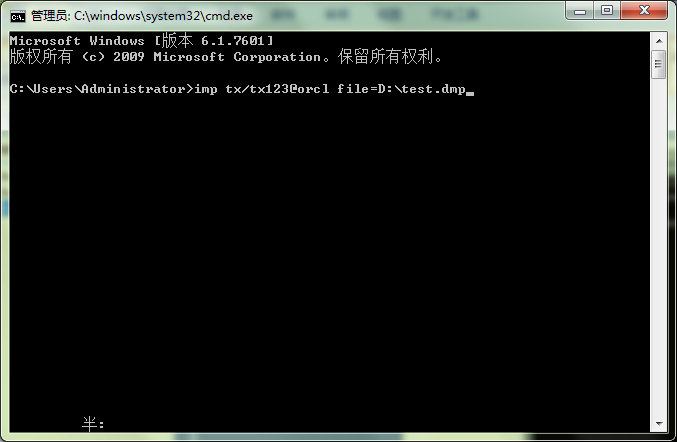 管理员: C:\windows\system32\cmd.exe
Microsoft Windows [版本 6.1.7601]
版权所有 (c) 2009 Microsoft Corporation。保留所有权利。
C:\Users\Administrator>imp tx/tx123@orcl file=D:\test.dmp
半: